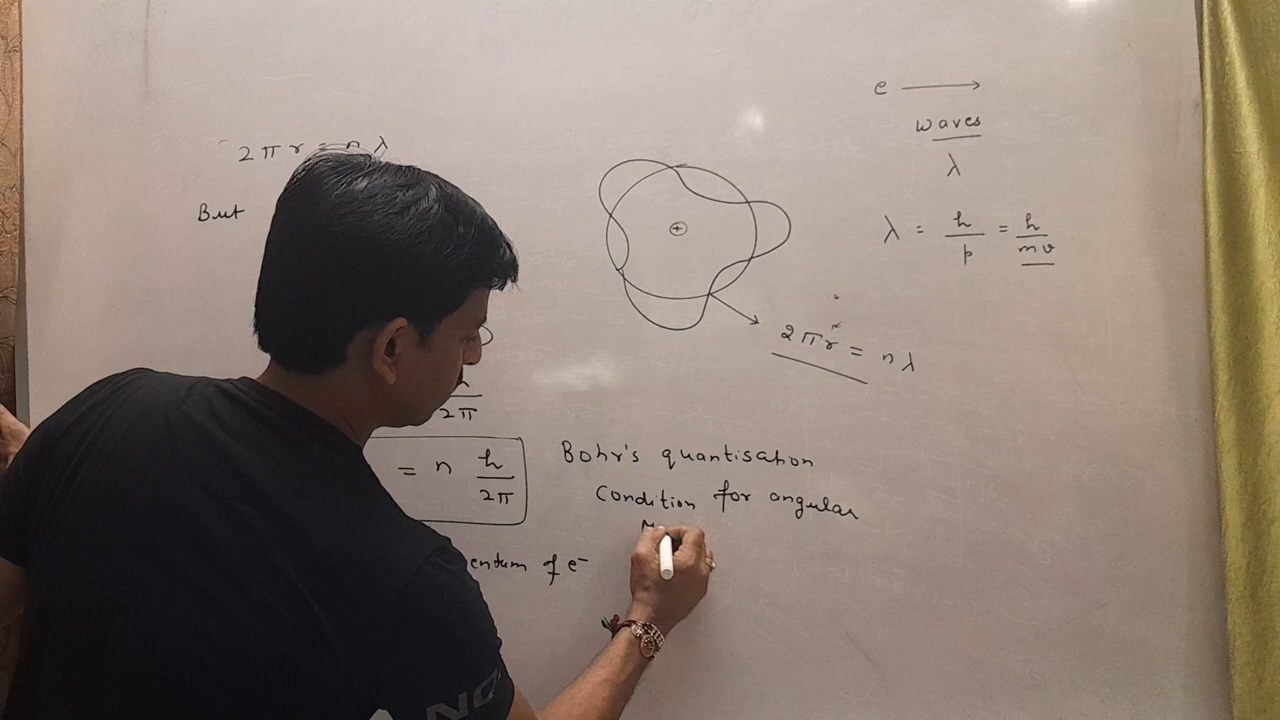 2πr = nλ
But
h/2π
= n h/2π
entum of e⁻
+
2πr = nλ
e →
waves
λ
λ = h/p = h/mv
Bohr's quantisation
condition for angular